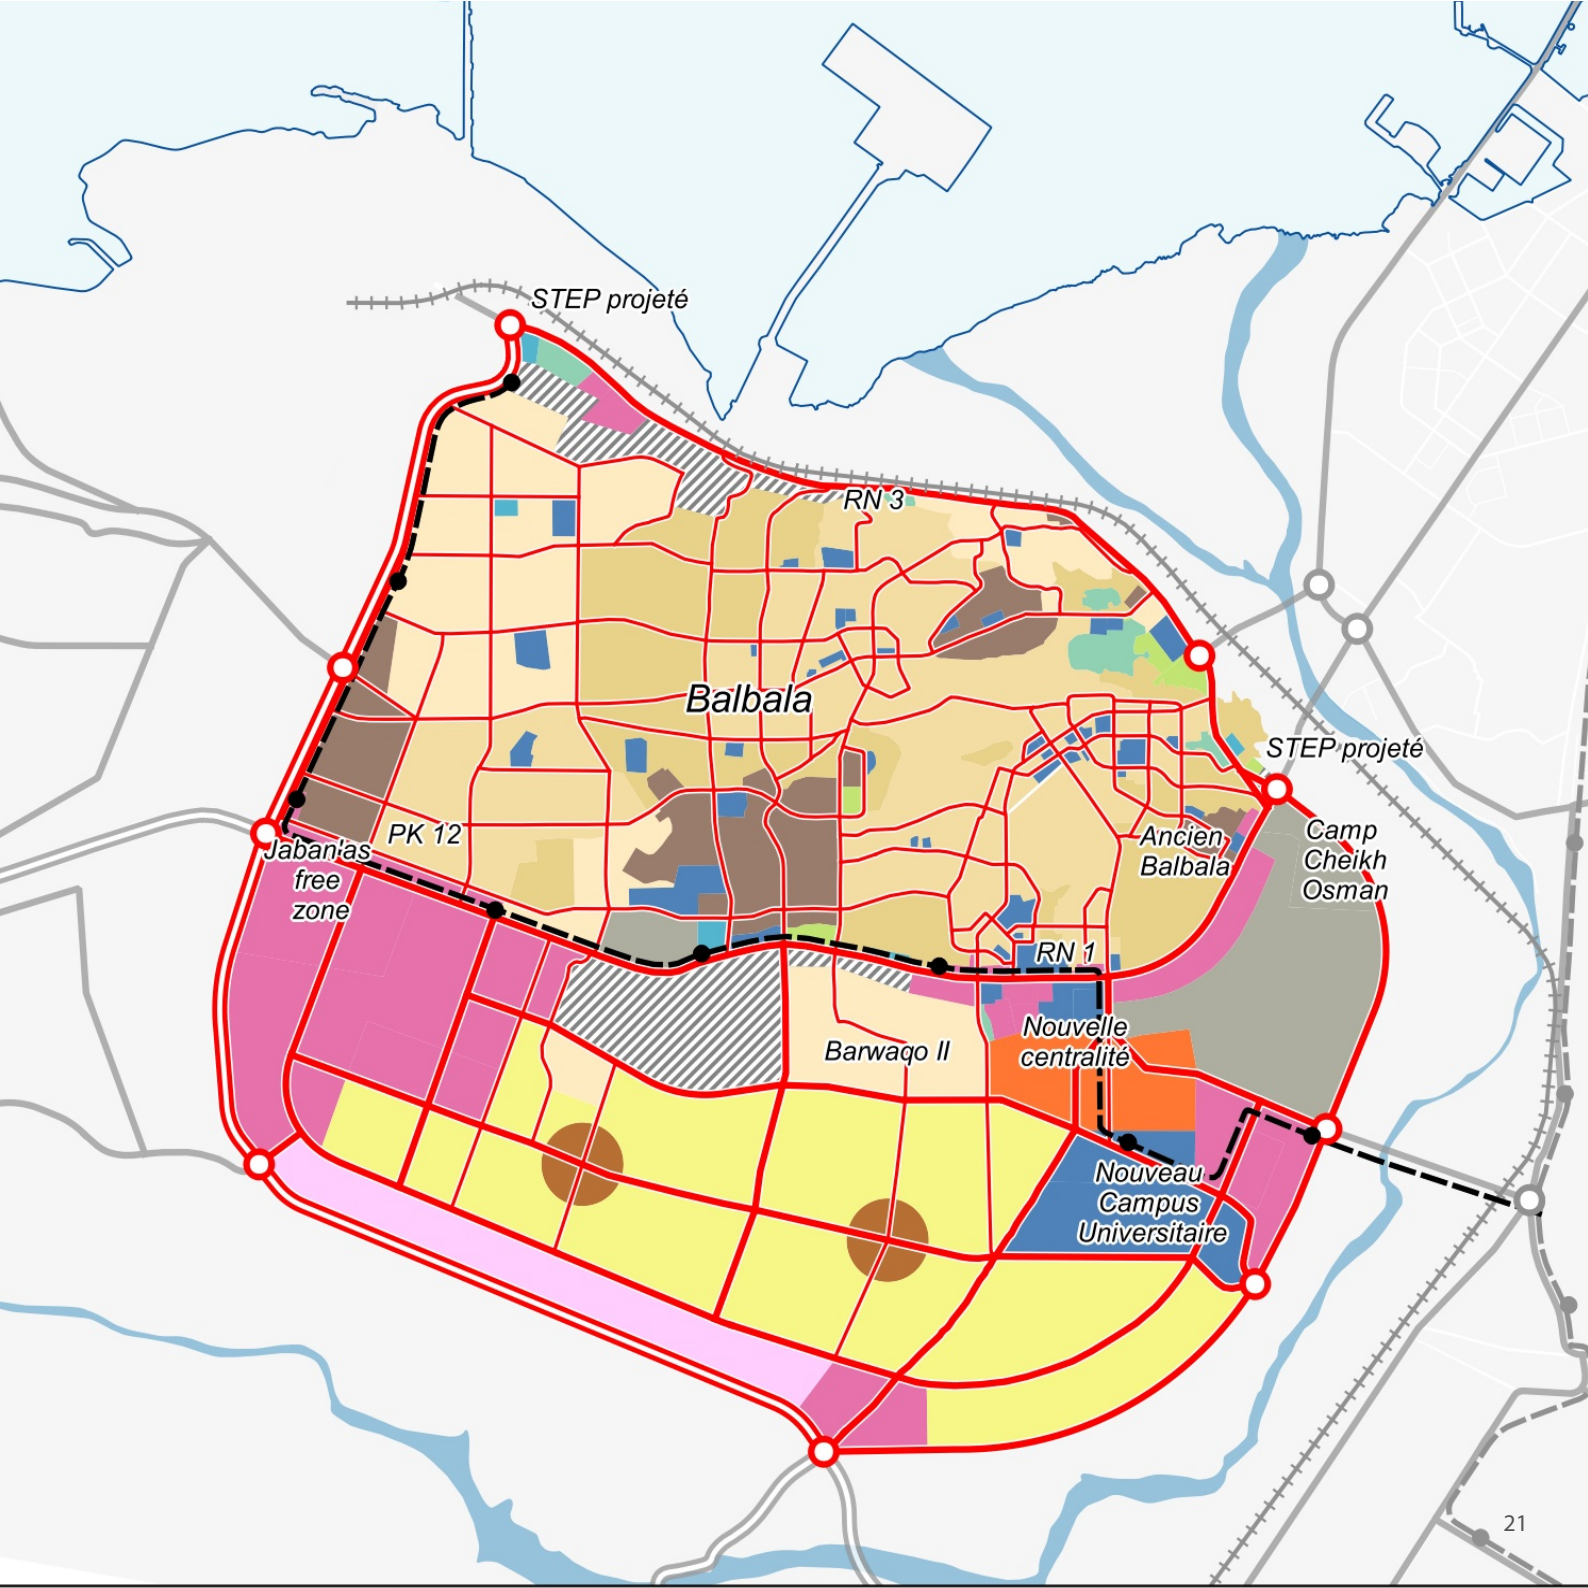 STEP projeté
RN 3
Balbala
STEP projeté
PK 12
Ancien
Balbala
Camp
Cheikh
Osman
Jaban'as
free
zone
RN 1
Nouvelle
centralité
Barwaqo II
Nouveau
Campus
Universitaire
21